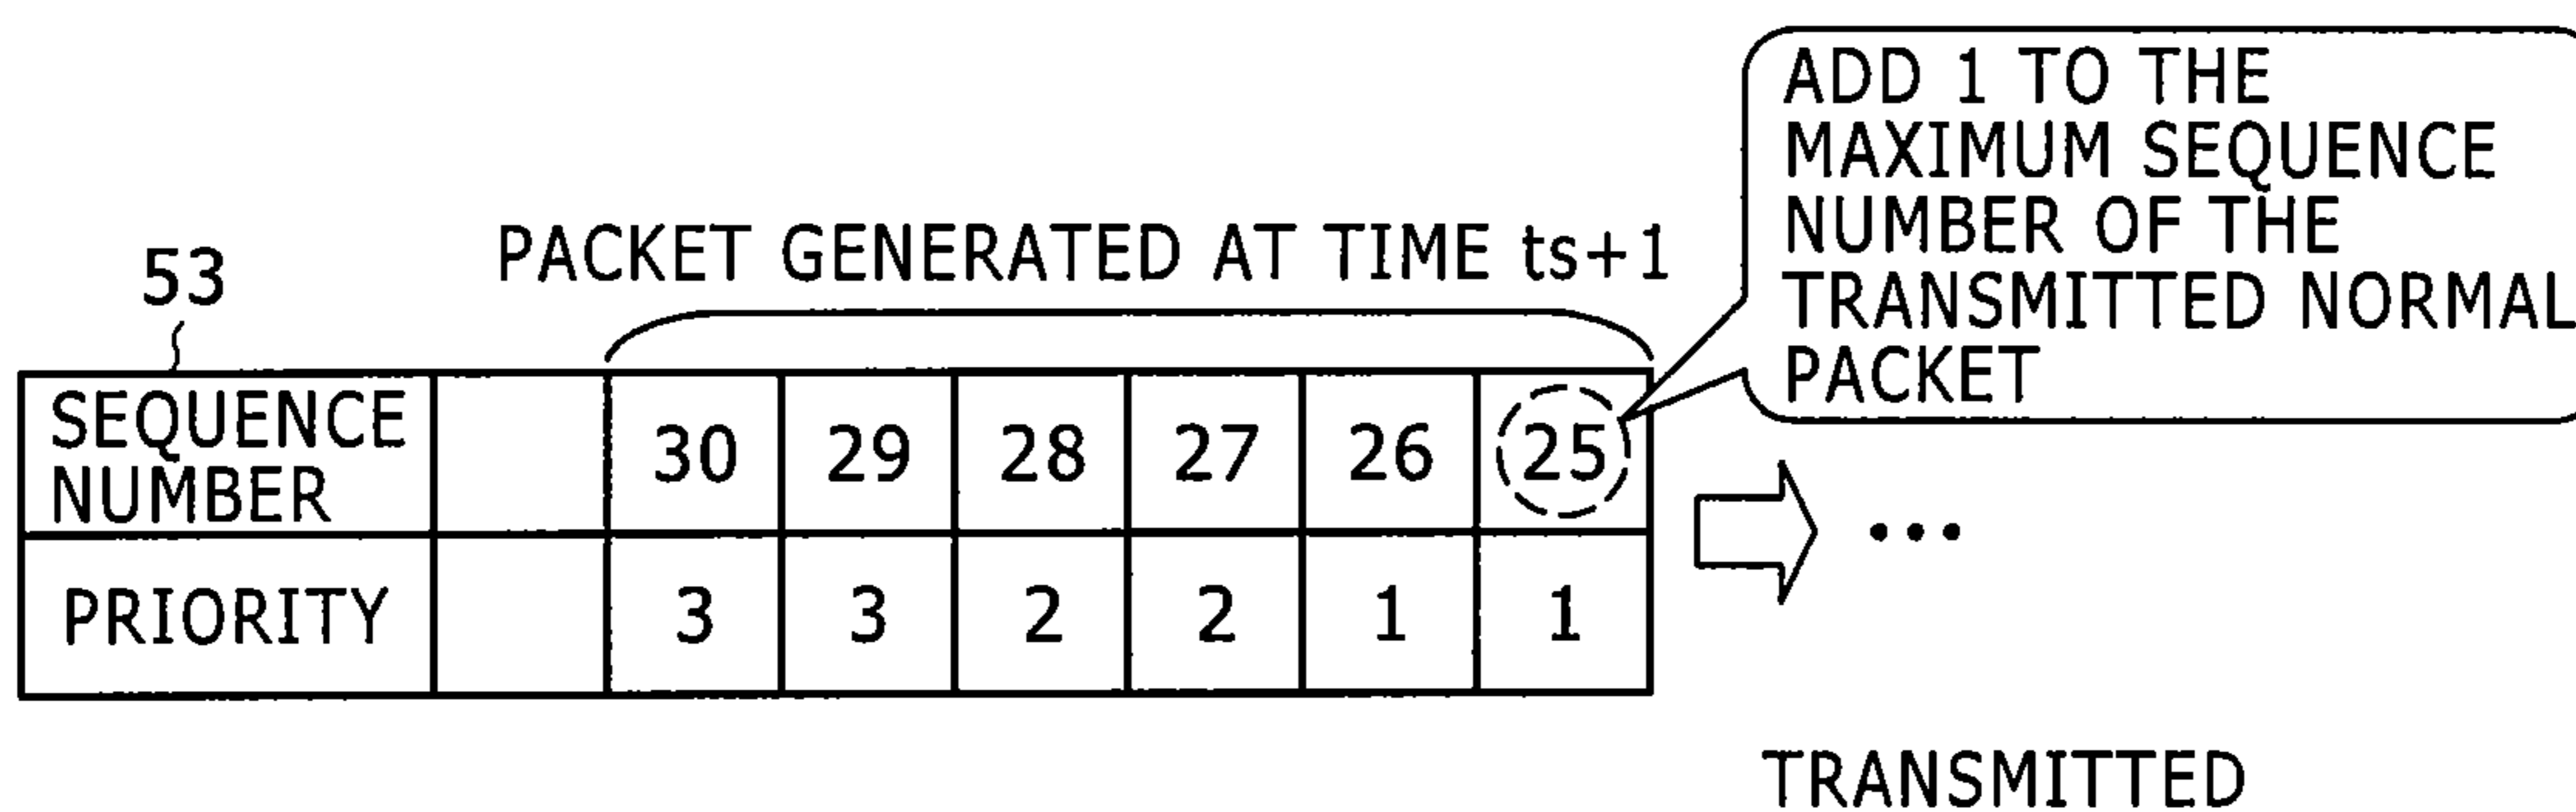 ADD 1 TO THE
MAXIMUM SEQUENCE
NUMBER OF THE
TRANSMITTED NORMAL
PACKET
PACKET GENERATED AT TIME ts+1
53
SEQUENCE
NUMBER
30 29 28 27 26 25
PRIORITY 3 3 2 2 1 1
•••
TRANSMITTED